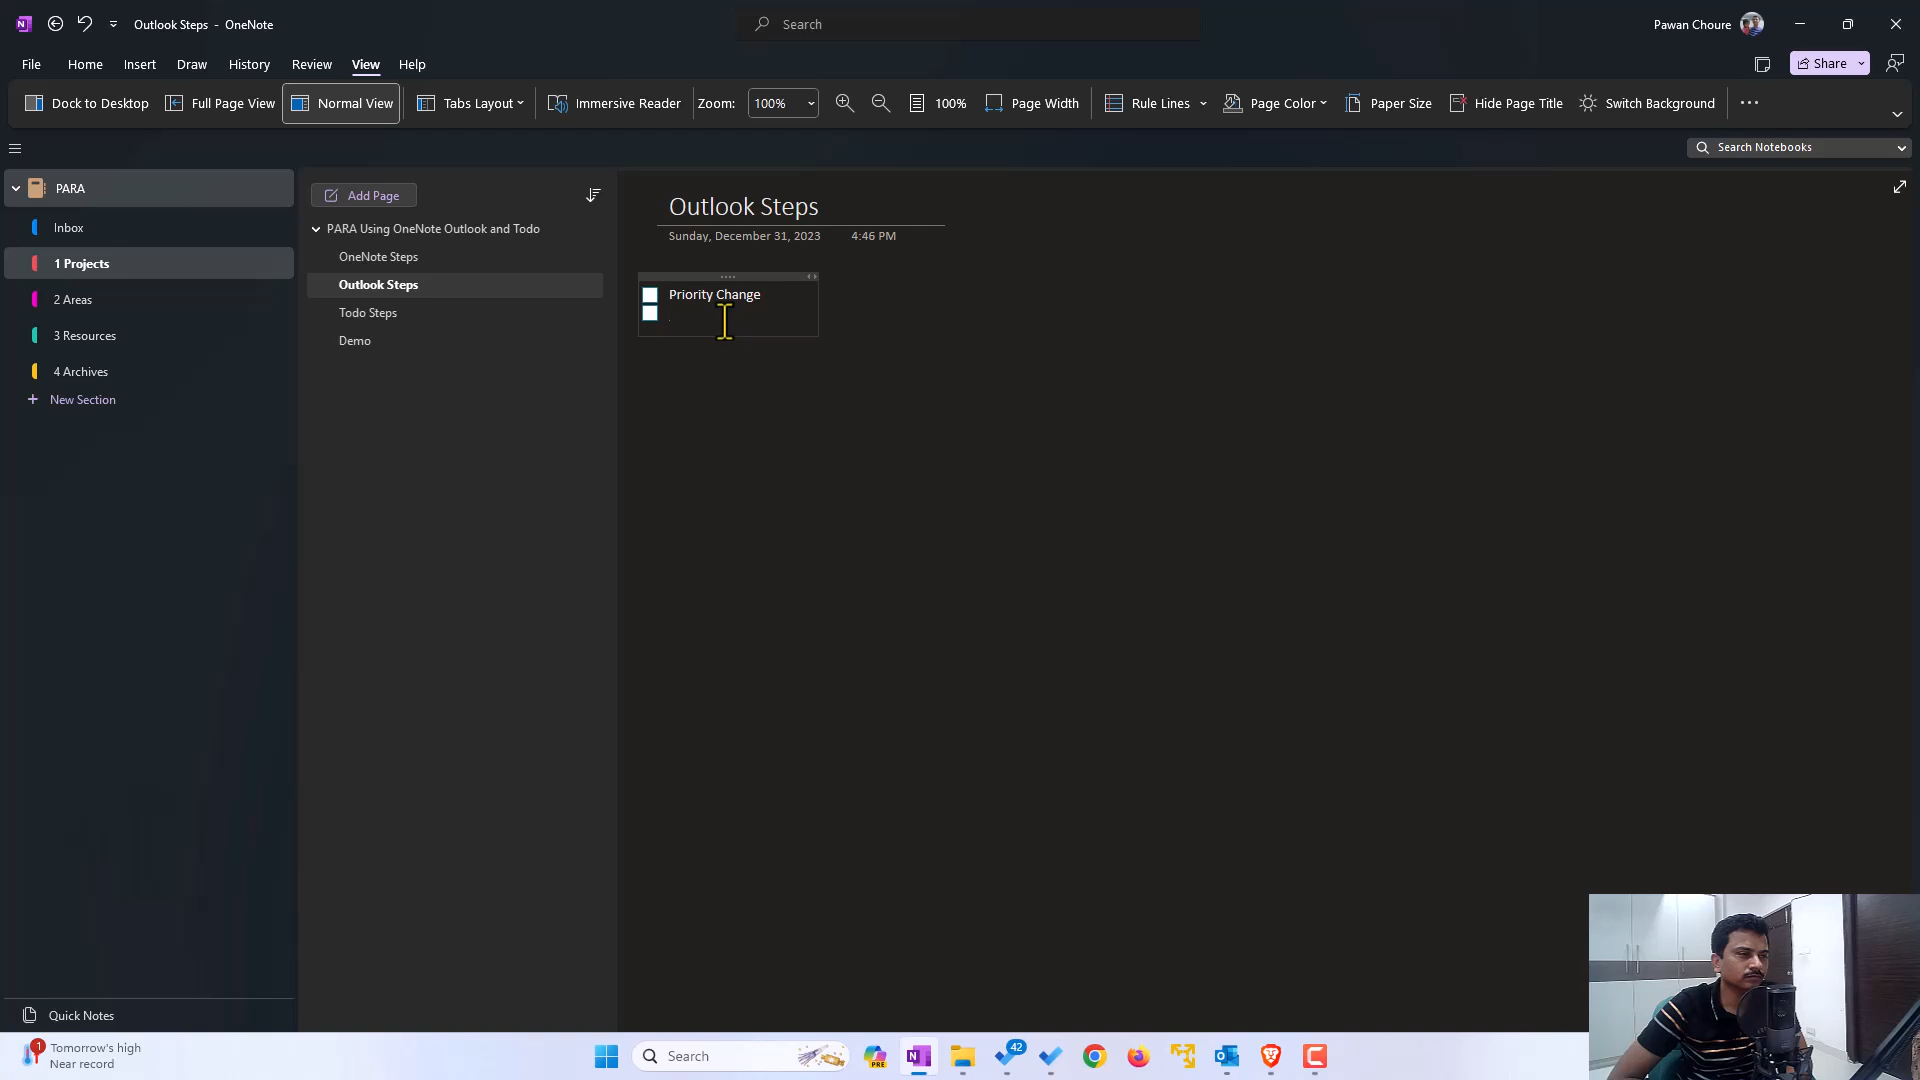 Outlook Steps - OneNote
Search
Pawan Choure
File Home Insert Draw History Review View Help
Share
Dock to Desktop Full Page View Normal View Tabs Layout Immersive Reader Zoom: 100% 100% Page Width Rule Lines Page Color Paper Size Hide Page Title Switch Background
Search Notebooks
PARA
Inbox
1 Projects
2 Areas
3 Resources
4 Archives
New Section
Quick Notes
Add Page
PARA Using OneNote Outlook and Todo
OneNote Steps
Outlook Steps
Todo Steps
Demo
Outlook Steps
Sunday, December 31, 2023 4:46 PM
Priority Change
1
Tomorrow's high
Near record
Search
PRE
42